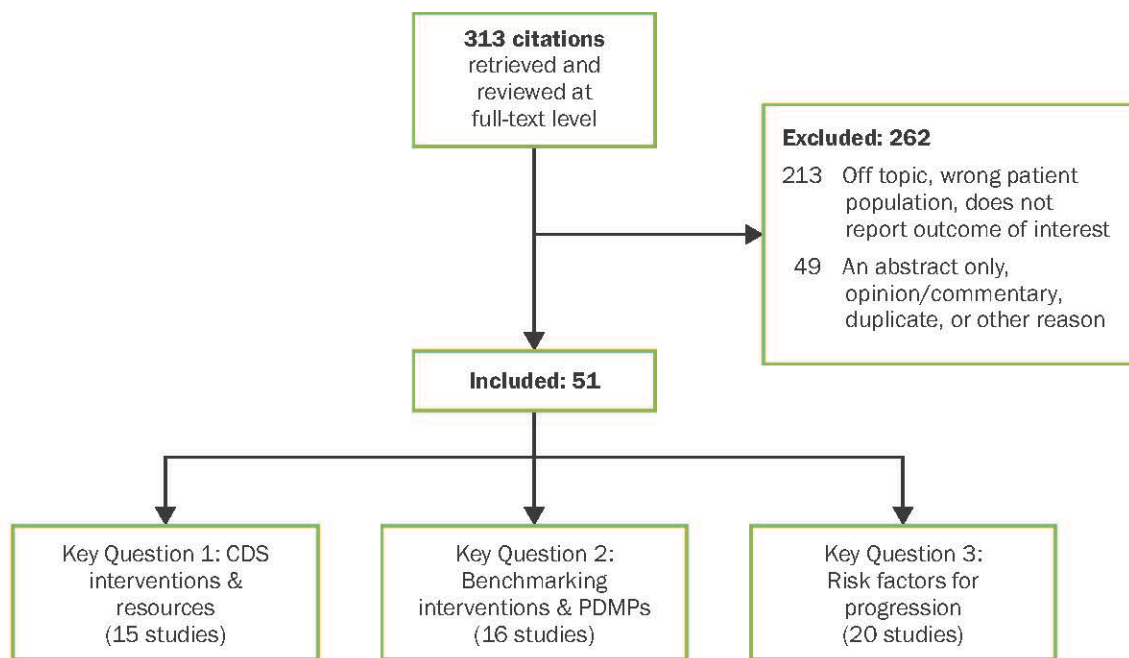 313 citations
retrieved and
reviewed at
full-text level
Excluded: 262
213 Off topic, wrong patient
population, does not
report outcome of interest
49 An abstract only,
opinion/commentary,
duplicate, or other reason
Included: 51
Key Question 1: CDS
interventions &
resources
(15 studies)
Key Question 2:
Benchmarking
interventions & PDMPs
(16 studies)
Key Question 3:
Risk factors for
progression
(20 studies)